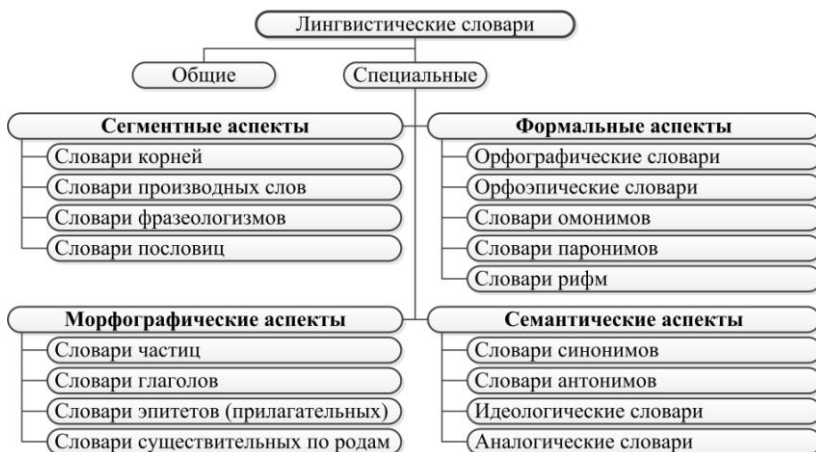 Лингвистические словари
Общие
Специальные
Сегментные аспекты
Словари корней
Словари производных слов
Словари фразеологизмов
Словари пословиц
Формальные аспекты
Орфографические словари
Орфоэпические словари
Словари омонимов
Словари паронимов
Словари рифм
Морфографические аспекты
Словари частиц
Словари глаголов
Словари эпитетов (прилагательных)
Словари существительных по родам
Семантические аспекты
Словари синонимов
Словари антонимов
Идеологические словари
Аналогические словари